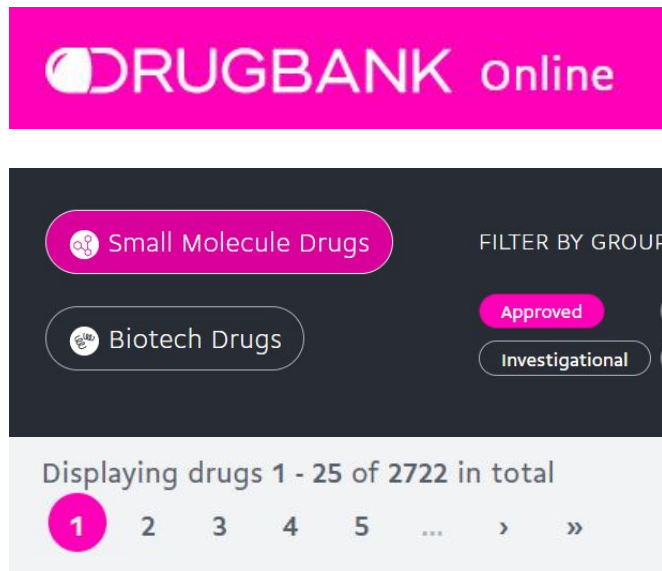 DRUGBANK Online
Small Molecule Drugs
FILTER BY GROUP
Approved
Biotech Drugs
Investigational
Displaying drugs 1 - 25 of 2722 in total
1 2 3 4 5 ... › »